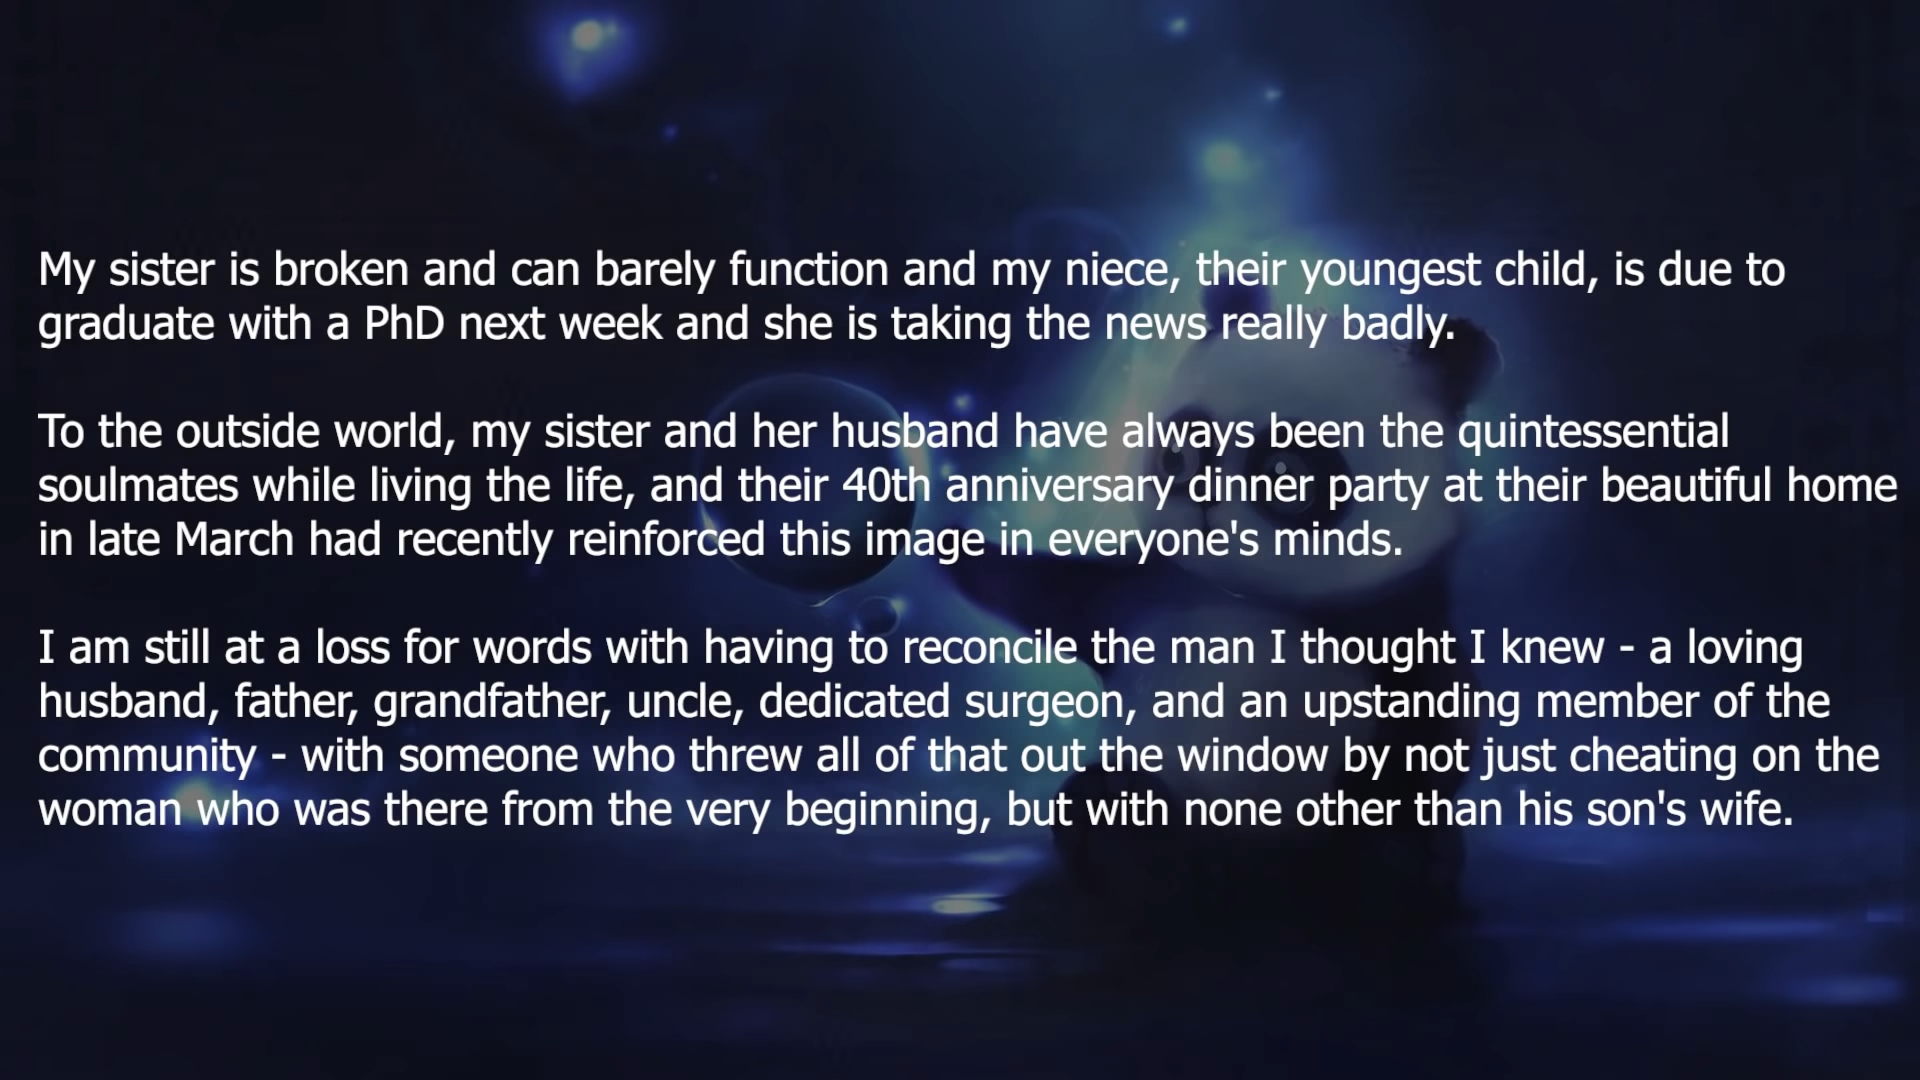 My sister is broken and can barely function and my niece, their youngest child, is due to
graduate with a PhD next week and she is taking the news really badly.
To the outside world, my sister and her husband have always been the quintessential
soulmates while living the life, and their 40th anniversary dinner party at their beautiful home
in late March had recently reinforced this image in everyone's minds.
I am still at a loss for words with having to reconcile the man I thought I knew - a loving
husband, father, grandfather, uncle, dedicated surgeon, and an upstanding member of the
community - with someone who threw all of that out the window by not just cheating on the
woman who was there from the very beginning, but with none other than his son's wife.